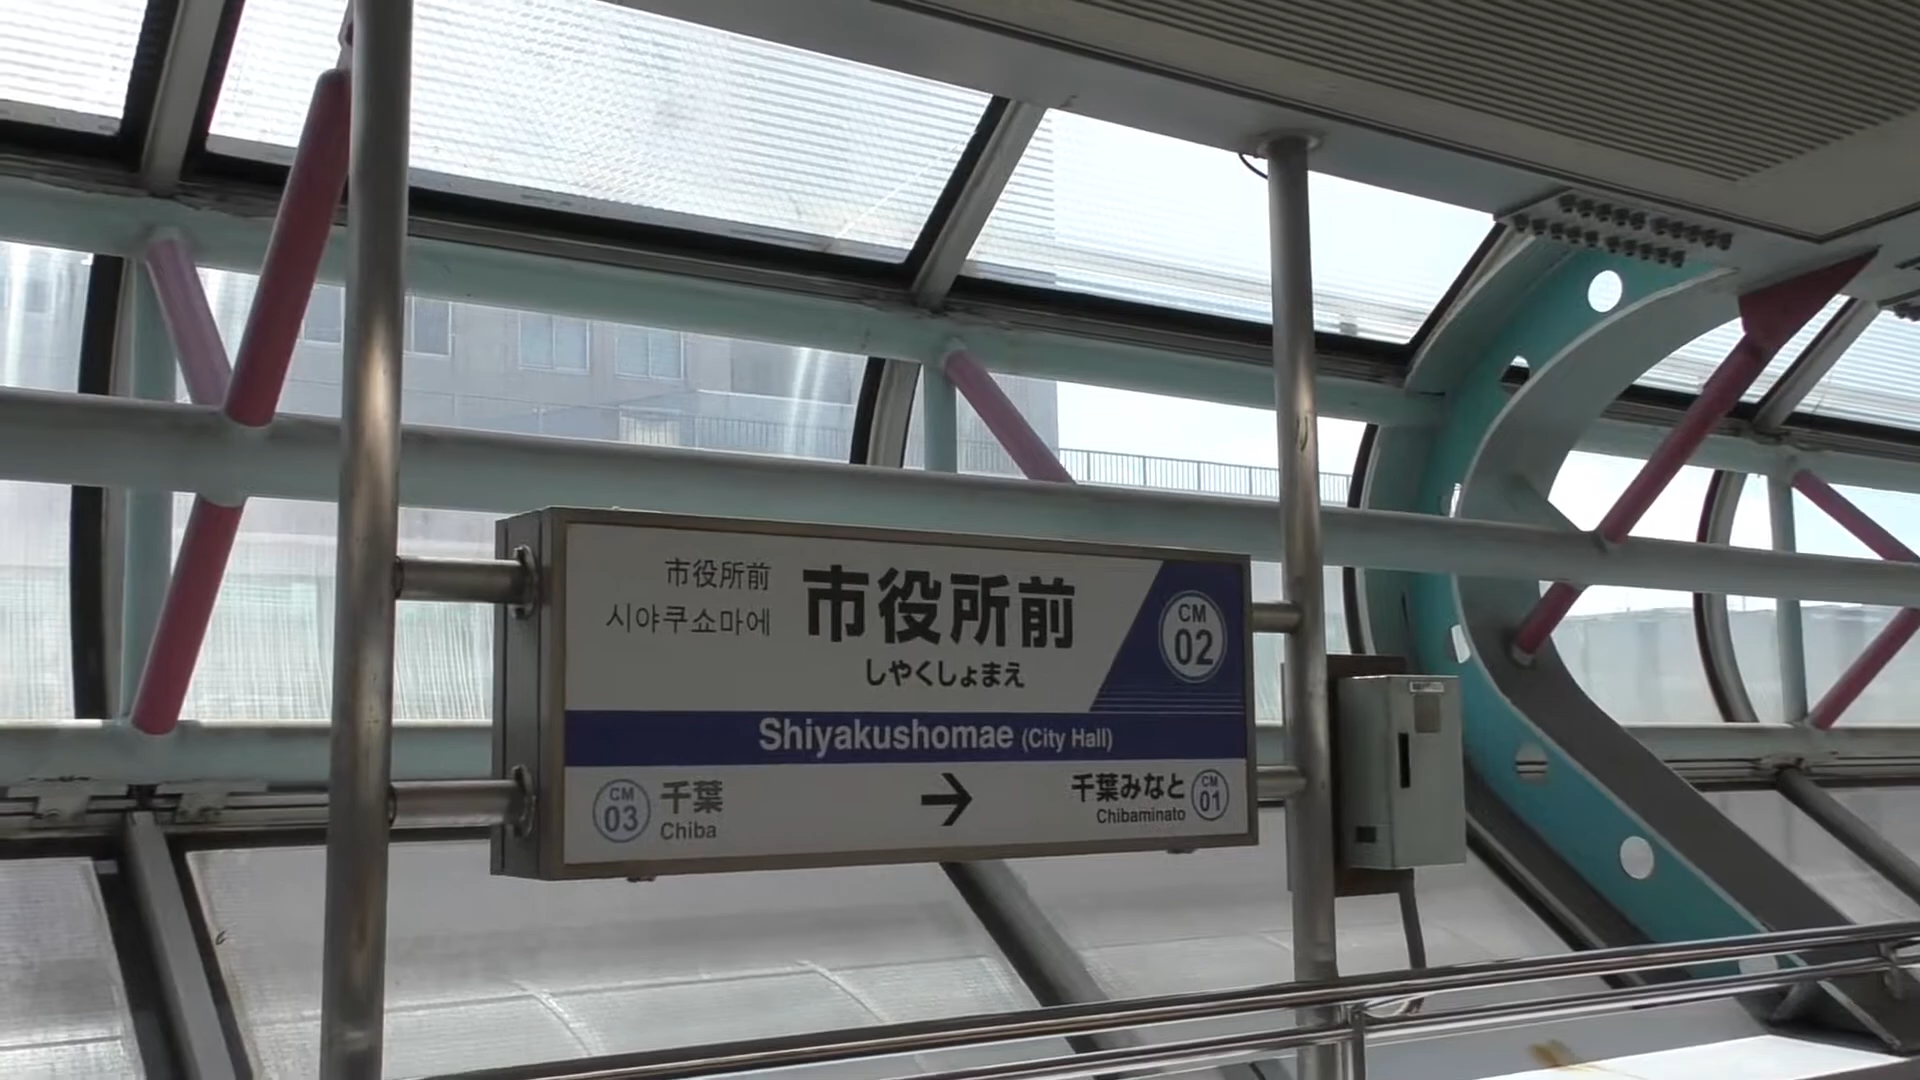 市役所前
시야쿠쇼마에
市役所前
しやくしょまえ
CM
02
Shiyakushomae (City Hall)
CM
03
千葉
Chiba
→
千葉みなと
Chibaminato
CM
01